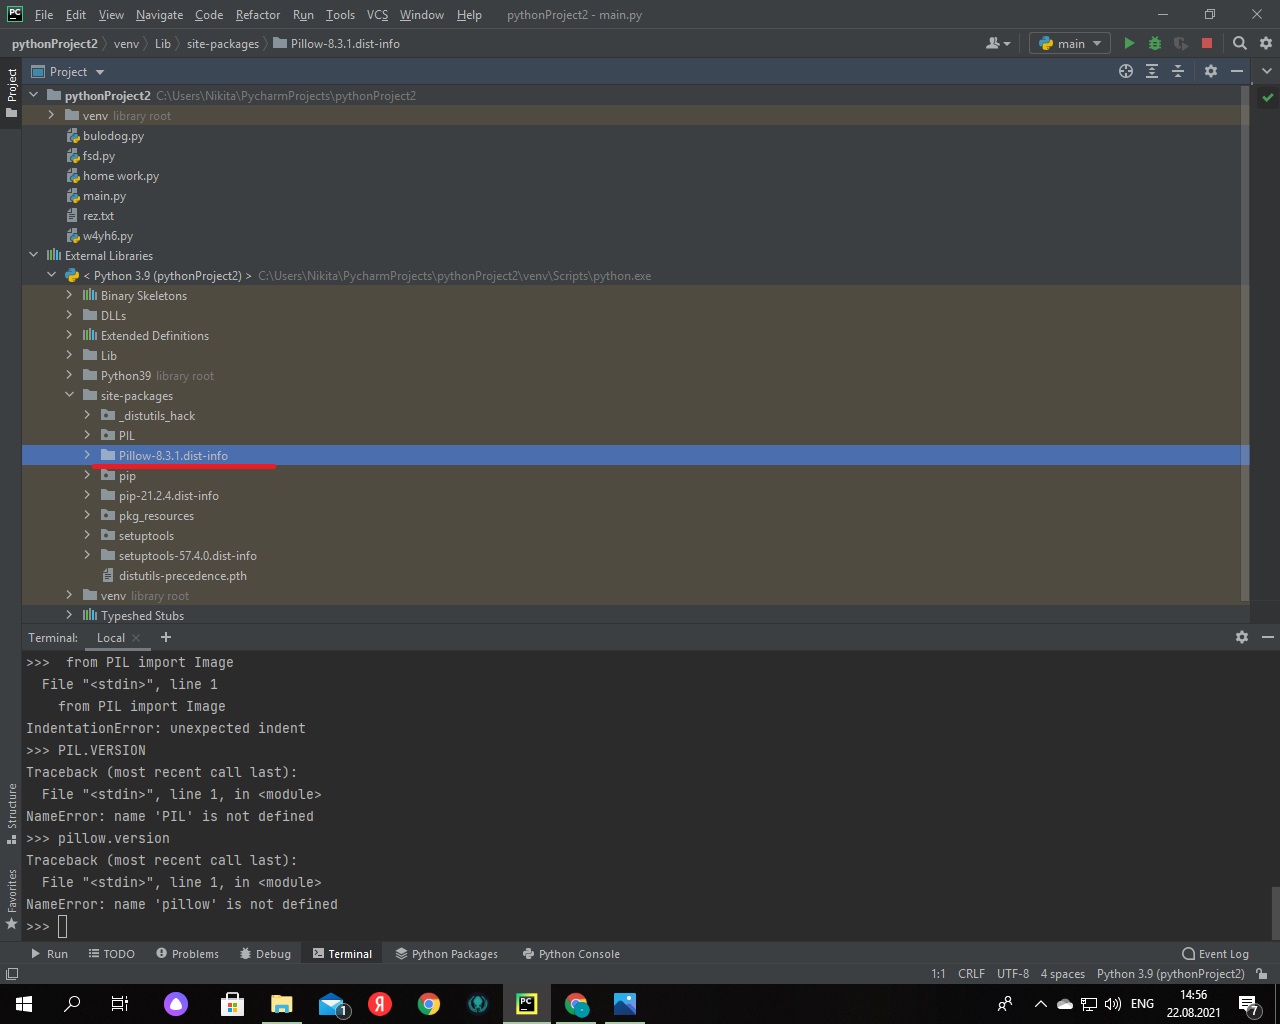 PC File Edit View Navigate Code Refactor Run Tools VCS Window Help pythonProject2 - main.py
pythonProject2 venv Lib site-packages Pillow-8.3.1.dist-info main
Project
Project
pythonProject2 C:\Users\Nikita\PycharmProjects\pythonProject2
venv library root
bulodog.py
fsd.py
home work.py
main.py
rez.txt
w4yh6.py
External Libraries
< Python 3.9 (pythonProject2) > C:\Users\Nikita\PycharmProjects\pythonProject2\venv\Scripts\python.exe
Binary Skeletons
DLLs
Extended Definitions
Lib
Python39 library root
site-packages
_distutils_hack
PIL
Pillow-8.3.1.dist-info
pip
pip-21.2.4.dist-info
pkg_resources
setuptools
setuptools-57.4.0.dist-info
distutils-precedence.pth
venv library root
Typeshed Stubs
Terminal: Local
>>>  from PIL import Image
  File "<stdin>", line 1
    from PIL import Image
IndentationError: unexpected indent
>>> PIL.VERSION
Traceback (most recent call last):
  File "<stdin>", line 1, in <module>
NameError: name 'PIL' is not defined
>>> pillow.version
Traceback (most recent call last):
  File "<stdin>", line 1, in <module>
NameError: name 'pillow' is not defined
>>>
Structure
Favorites
Run TODO Problems Debug Terminal Python Packages Python Console Event Log
1:1 CRLF UTF-8 4 spaces Python 3.9 (pythonProject2)
1 Я PC ENG 14:56 7
22.08.2021